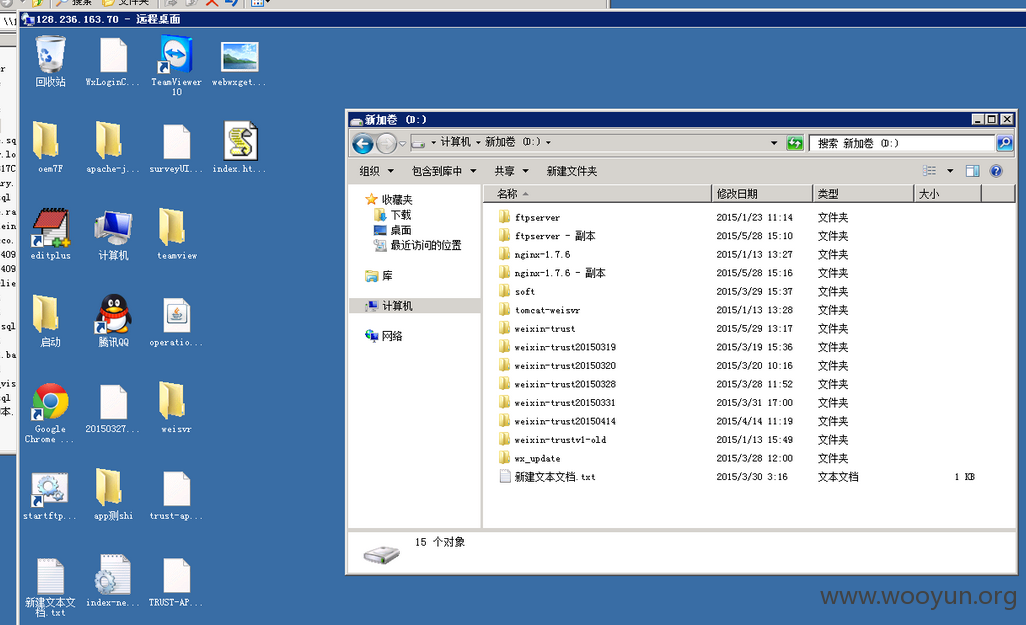 搜索
文件夹
128.236.163.70 - 远程桌面
回收站
WxLoginC...
TeamViewer 10
webwxget...
oem7F
apache-j...
surveyUI...
index.ht...
editplus
计算机
teamview
启动
腾讯QQ
operatio...
Google Chrome ...
20150327...
weisvr
startftp...
app测shi
trust-ap...
新建文本文档.txt
index-ne...
TRUST-AP...
新加卷 (D:)
计算机 新加卷 (D:)
搜索 新加卷 (D:)
组织 包含到库中 共享 新建文件夹
收藏夹
下载
桌面
最近访问的位置
库
计算机
网络
名称 修改日期 类型 大小
ftpserver 2015/1/23 11:14 文件夹
ftpserver - 副本 2015/5/28 15:10 文件夹
nginx-1.7.6 2015/1/13 13:27 文件夹
nginx-1.7.6 - 副本 2015/5/28 15:16 文件夹
soft 2015/3/29 15:37 文件夹
tomcat-weisvr 2015/1/13 13:28 文件夹
weixin-trust 2015/5/29 13:17 文件夹
weixin-trust20150319 2015/3/19 15:36 文件夹
weixin-trust20150320 2015/3/20 10:16 文件夹
weixin-trust20150328 2015/3/28 11:52 文件夹
weixin-trust20150331 2015/3/31 17:00 文件夹
weixin-trust20150414 2015/4/14 11:19 文件夹
weixin-trustv1-old 2015/1/13 15:49 文件夹
wx_update 2015/3/28 12:00 文件夹
新建文本文档.txt 2015/3/30 3:16 文本文档 1 KB
15 个对象
www.wooyun.org